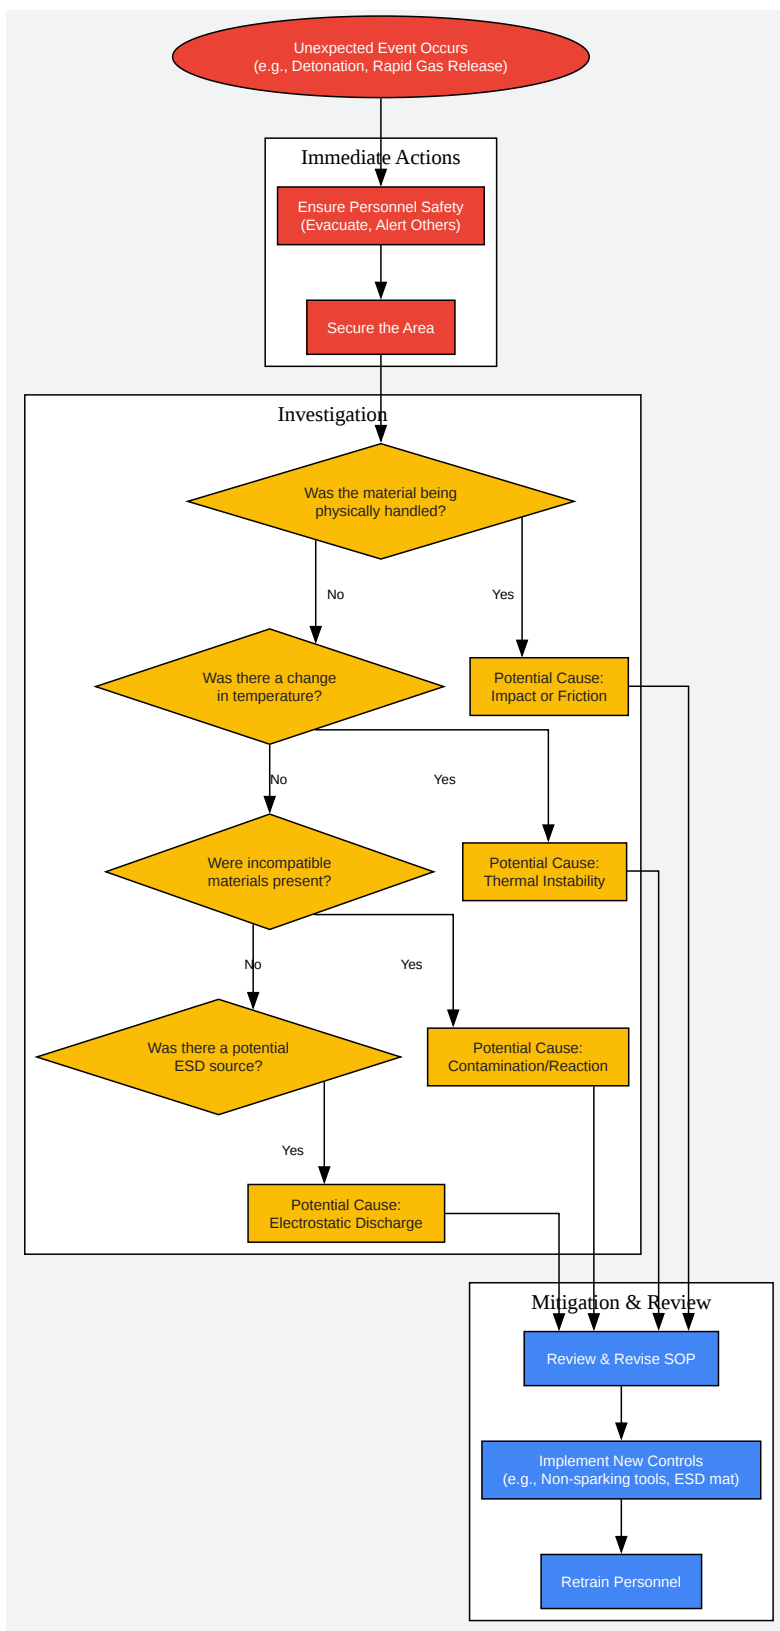 Unexpected Event Occurs
(e.g., Detonation, Rapid Gas Release)
Immediate Actions
Ensure Personnel Safety
(Evacuate, Alert Others)
Secure the Area
Investigation
Was the material being
physically handled?
No
Yes
Was there a change
in temperature?
Potential Cause:
Impact or Friction
No
Yes
Were incompatible
materials present?
Potential Cause:
Thermal Instability
No
Yes
Was there a potential
ESD source?
Potential Cause:
Contamination/Reaction
Yes
Potential Cause:
Electrostatic Discharge
Mitigation & Review
Review & Revise SOP
Implement New Controls
(e.g., Non-sparking tools, ESD mat)
Retrain Personnel